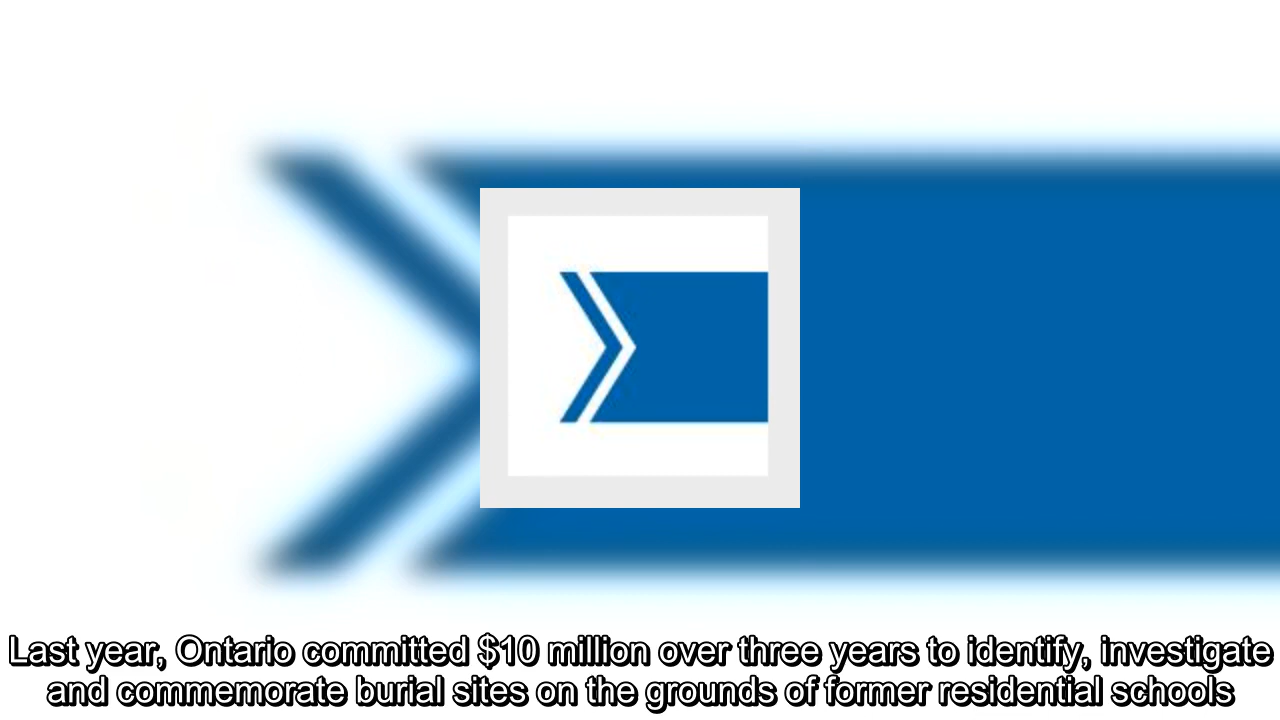 Last year, Ontario committed $10 million over three years to identify, investigate
and commemorate burial sites on the grounds of former residential schools